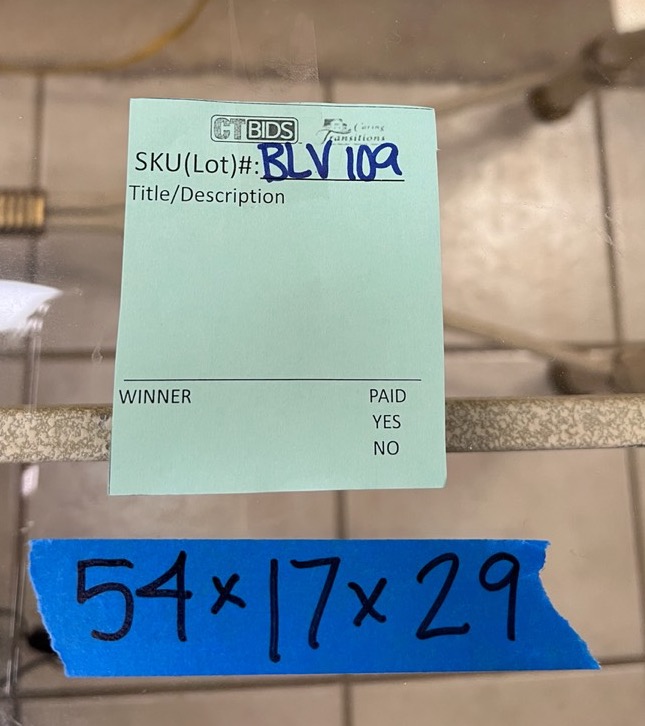 CTBIDS
Caring
Transitions
SKU(Lot)#: BLV 109
Title/Description
WINNER PAID
YES
NO
54 x 17 x 29